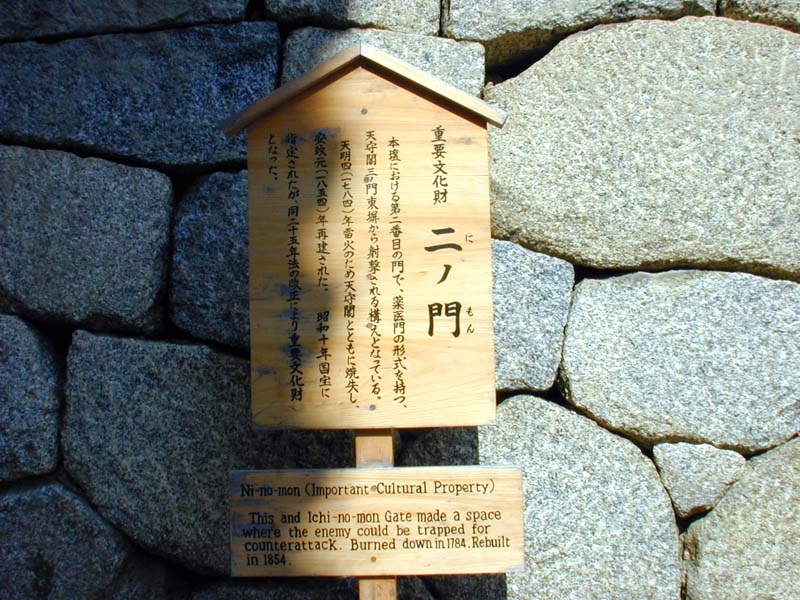 重要文化財
二ノ門
にのもん
本壇における第二番目の門で、薬医門の形式を持つ、
天守閣三ノ門東塀から射撃される構えとなっている。
天明四(一七八四)年雷火のため天守閣とともに焼失し、
安政元(一八五四)年再建された。 昭和十年国宝に
指定されたが、同二十五年法の改正により重要文化財
となった。
Ni-no-mon (Important Cultural Property)
This and Ichi-no-mon Gate made a space
where the enemy could be trapped for
counterattack. Burned down in 1784. Rebuilt
in 1854.